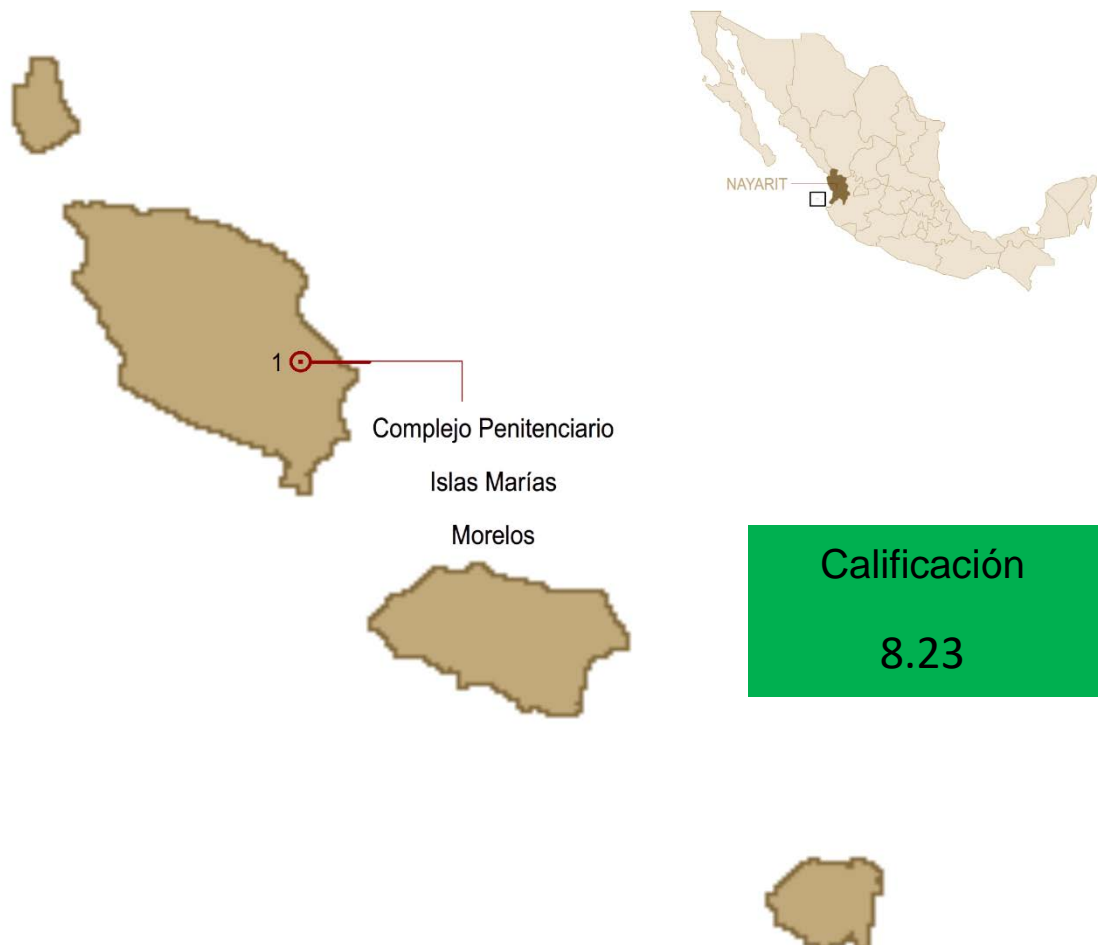 NAYARIT
1
Complejo Penitenciario
Islas Marías
Morelos
Calificación
8.23